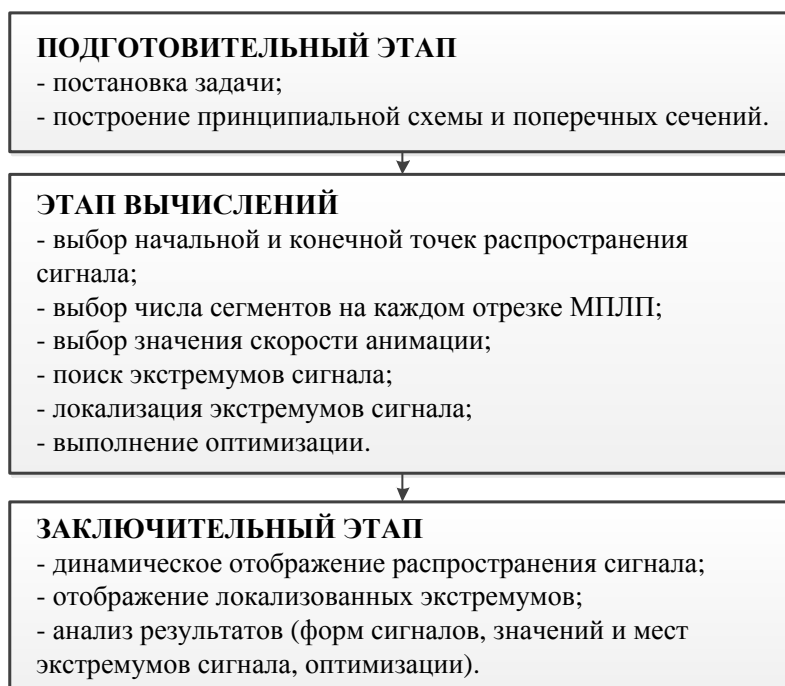 ПОДГОТОВИТЕЛЬНЫЙ ЭТАП
- постановка задачи;
- построение принципиальной схемы и поперечных сечений.
ЭТАП ВЫЧИСЛЕНИЙ
- выбор начальной и конечной точек распространения
сигнала;
- выбор числа сегментов на каждом отрезке МПЛП;
- выбор значения скорости анимации;
- поиск экстремумов сигнала;
- локализация экстремумов сигнала;
- выполнение оптимизации.
ЗАКЛЮЧИТЕЛЬНЫЙ ЭТАП
- динамическое отображение распространения сигнала;
- отображение локализованных экстремумов;
- анализ результатов (форм сигналов, значений и мест
экстремумов сигнала, оптимизации).